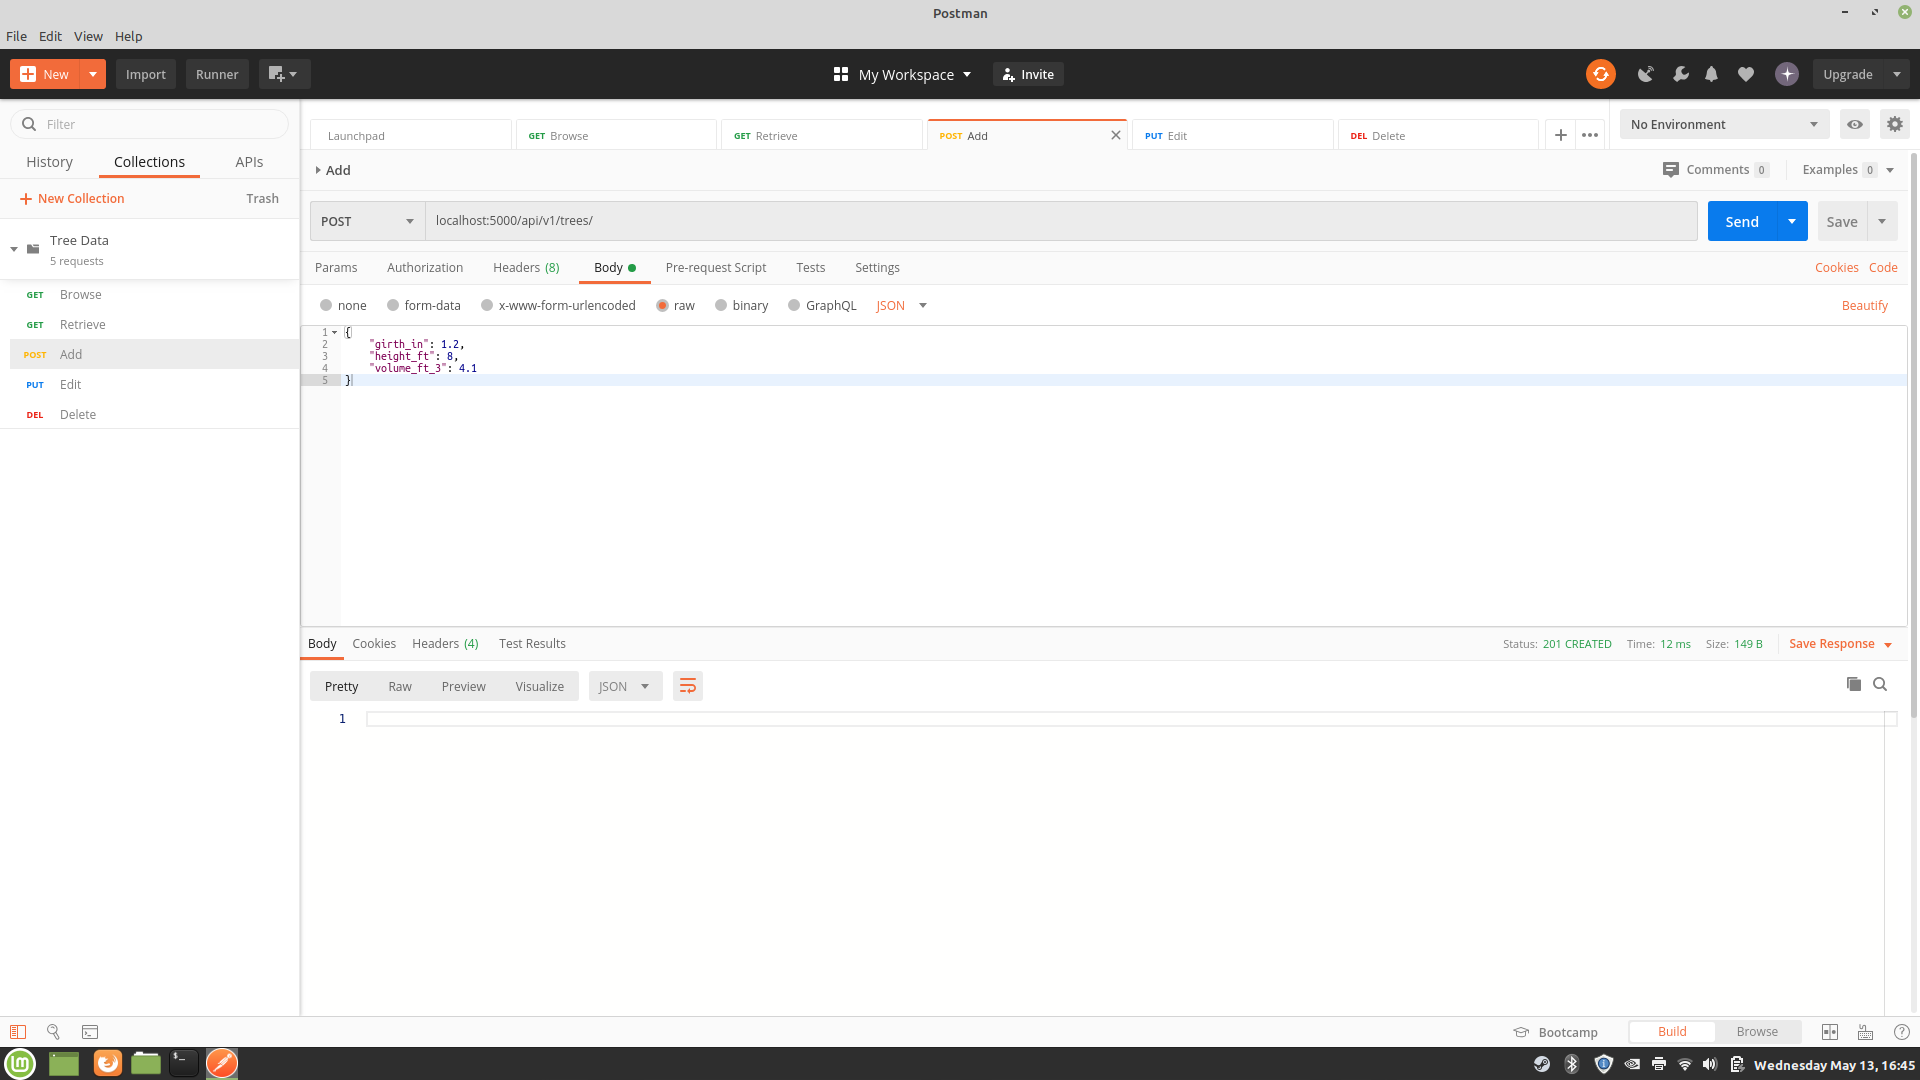 Postman
File Edit View Help
New Import Runner My Workspace Invite Upgrade
Filter
History Collections APIs
New Collection Trash
Tree Data
5 requests
GET Browse
GET Retrieve
POST Add
PUT Edit
DEL Delete
Launchpad GET Browse GET Retrieve POST Add PUT Edit DEL Delete No Environment
Add Comments 0 Examples 0
POST localhost:5000/api/v1/trees/ Send Save
Params Authorization Headers (8) Body Pre-request Script Tests Settings Cookies Code
none form-data x-www-form-urlencoded raw binary GraphQL JSON Beautify
1 {
2 "girth_in": 1.2,
3 "height_ft": 8,
4 "volume_ft_3": 4.1
5 }
Body Cookies Headers (4) Test Results Status: 201 CREATED Time: 12 ms Size: 149 B Save Response
Pretty Raw Preview Visualize JSON
1
Bootcamp Build Browse
Wednesday May 13, 16:45